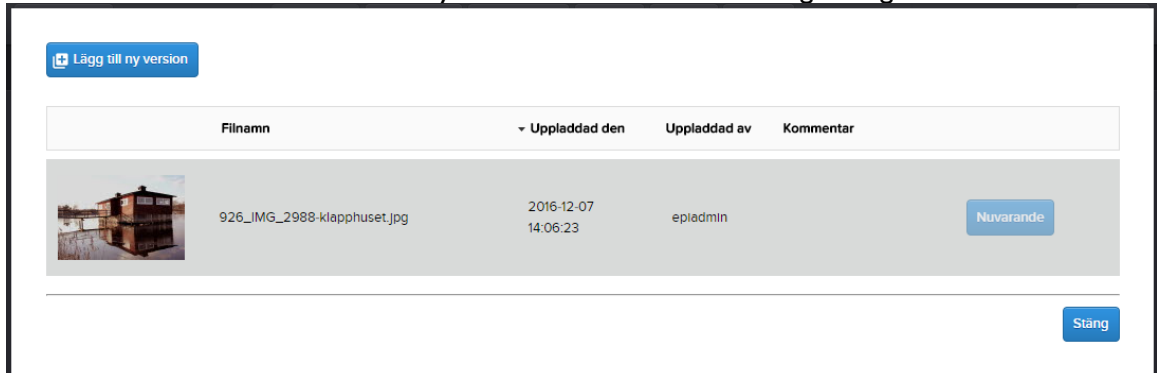 Lägg till ny version
Filnamn Uppladdad den Uppladdad av Kommentar
926_IMG_2988-klapphuset.jpg 2016-12-07 14:06:23 epiadmin Nuvarande
Stäng